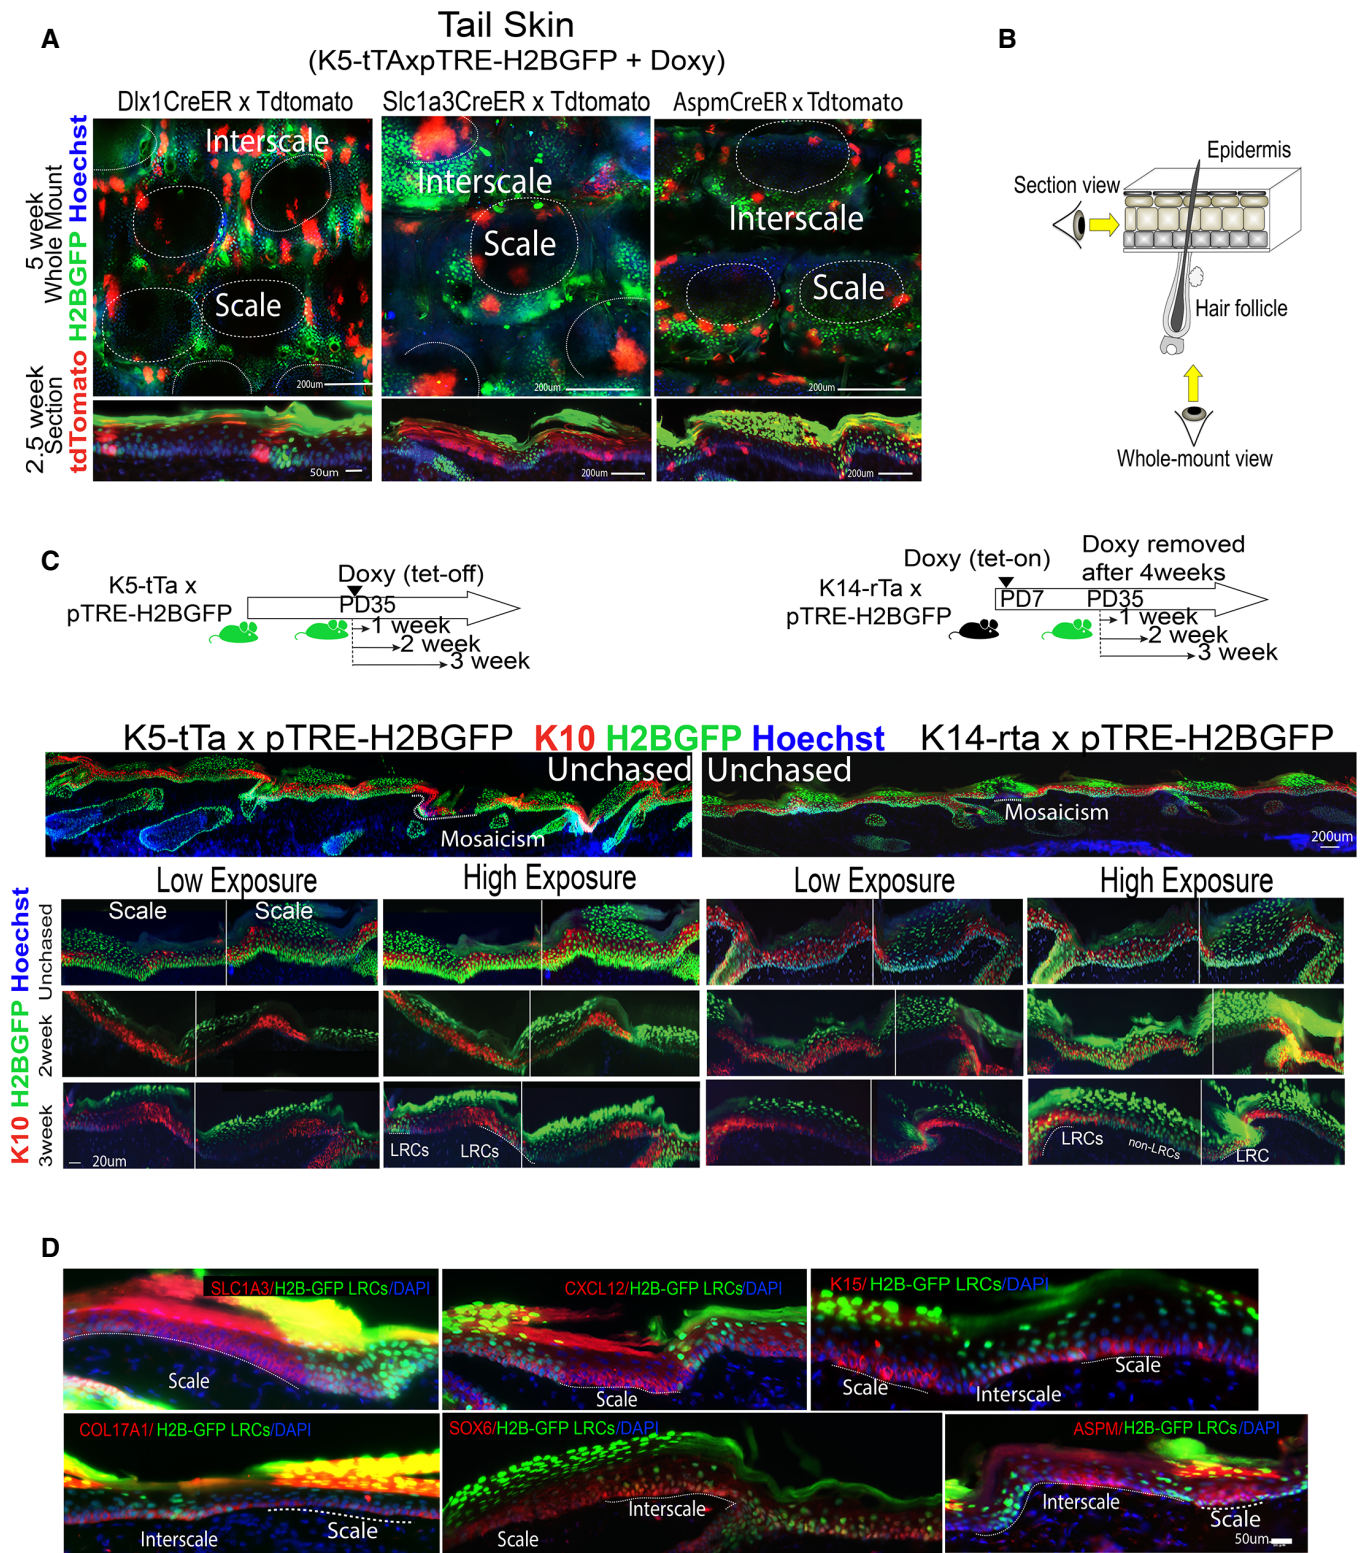 A
Tail Skin
(K5-tTAxpTRE-H2BGFP + Doxy)
Dlx1CreER x Tdtomato
Slc1a3CreER x Tdtomato
AspmCreER x Tdtomato
5 week
Whole Mount
2.5 week
Section
tdTomato H2BGFP Hoechst
Interscale
Scale
200um
Interscale
Scale
200um
Interscale
Scale
200um
50um
200um
200um
B
Epidermis
Section view
Hair follicle
Whole-mount view
C
K5-tTa x
pTRE-H2BGFP
Doxy (tet-off)
PD35
1 week
2 week
3 week
K14-rTa x
pTRE-H2BGFP
Doxy (tet-on)
Doxy removed
after 4weeks
PD7
PD35
1 week
2 week
3 week
K5-tTa x pTRE-H2BGFP K10 H2BGFP Hoechst K14-rta x pTRE-H2BGFP
Unchased
Mosaicism
Unchased
Mosaicism
200um
Low Exposure
High Exposure
Low Exposure
High Exposure
K10 H2BGFP Hoechst
Unchased
2week
3week
Scale
Scale
20um
LRCs
LRCs
LRCs
non-LRCs
LRC
D
SLC1A3/H2B-GFP LRCs/DAPI
Scale
CXCL12/H2B-GFP LRCs/DAPI
Scale
K15/H2B-GFP LRCs/DAPI
Scale
Interscale
Scale
COL17A1/H2B-GFP LRCs/DAPI
Interscale
Scale
SOX6/H2B-GFP LRCs/DAPI
Scale
Interscale
ASPM/H2B-GFP LRCs/DAPI
Interscale
Scale
50um